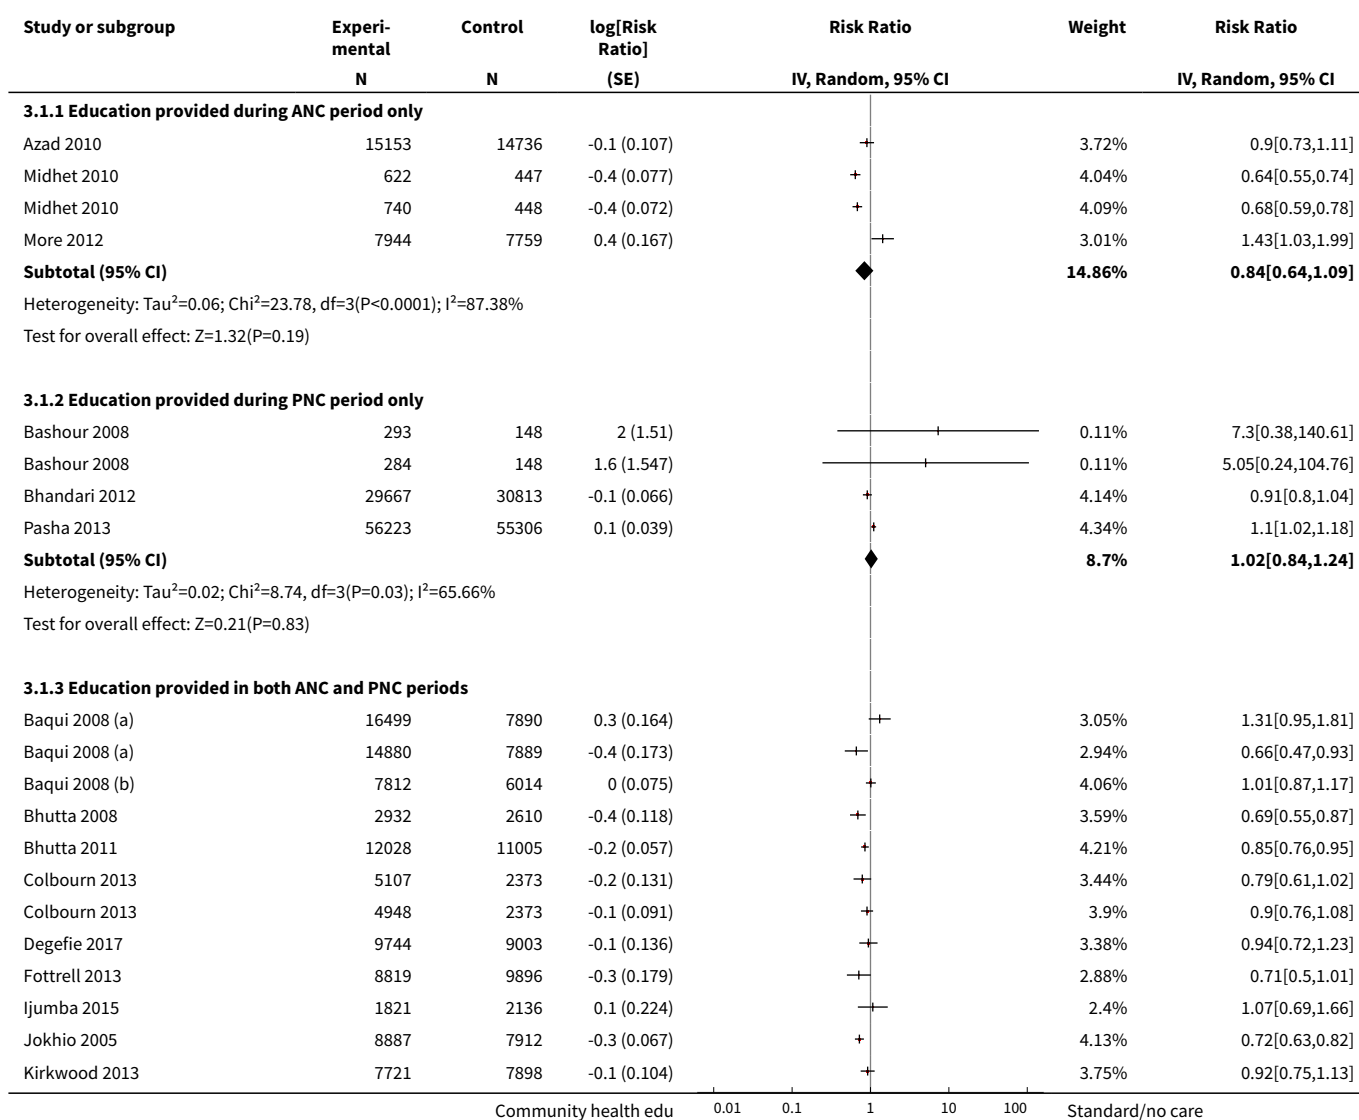 Study or subgroup Experi- Control log[Risk Risk Ratio Weight Risk Ratio
mental Ratio]
N N (SE) IV, Random, 95% CI IV, Random, 95% CI
3.1.1 Education provided during ANC period only
Azad 2010 15153 14736 -0.1 (0.107) 3.72% 0.9[0.73,1.11]
Midhet 2010 622 447 -0.4 (0.077) 4.04% 0.64[0.55,0.74]
Midhet 2010 740 448 -0.4 (0.072) 4.09% 0.68[0.59,0.78]
More 2012 7944 7759 0.4 (0.167) 3.01% 1.43[1.03,1.99]
Subtotal (95% CI) 14.86% 0.84[0.64,1.09]
Heterogeneity: Tau²=0.06; Chi²=23.78, df=3(P<0.0001); I²=87.38%
Test for overall effect: Z=1.32(P=0.19)
3.1.2 Education provided during PNC period only
Bashour 2008 293 148 2 (1.51) 0.11% 7.3[0.38,140.61]
Bashour 2008 284 148 1.6 (1.547) 0.11% 5.05[0.24,104.76]
Bhandari 2012 29667 30813 -0.1 (0.066) 4.14% 0.91[0.8,1.04]
Pasha 2013 56223 55306 0.1 (0.039) 4.34% 1.1[1.02,1.18]
Subtotal (95% CI) 8.7% 1.02[0.84,1.24]
Heterogeneity: Tau²=0.02; Chi²=8.74, df=3(P=0.03); I²=65.66%
Test for overall effect: Z=0.21(P=0.83)
3.1.3 Education provided in both ANC and PNC periods
Baqui 2008 (a) 16499 7890 0.3 (0.164) 3.05% 1.31[0.95,1.81]
Baqui 2008 (a) 14880 7889 -0.4 (0.173) 2.94% 0.66[0.47,0.93]
Baqui 2008 (b) 7812 6014 0 (0.075) 4.06% 1.01[0.87,1.17]
Bhutta 2008 2932 2610 -0.4 (0.118) 3.59% 0.69[0.55,0.87]
Bhutta 2011 12028 11005 -0.2 (0.057) 4.21% 0.85[0.76,0.95]
Colbourn 2013 5107 2373 -0.2 (0.131) 3.44% 0.79[0.61,1.02]
Colbourn 2013 4948 2373 -0.1 (0.091) 3.9% 0.9[0.76,1.08]
Degefie 2017 9744 9003 -0.1 (0.136) 3.38% 0.94[0.72,1.23]
Fottrell 2013 8819 9896 -0.3 (0.179) 2.88% 0.71[0.5,1.01]
Ijumba 2015 1821 2136 0.1 (0.224) 2.4% 1.07[0.69,1.66]
Jokhio 2005 8887 7912 -0.3 (0.067) 4.13% 0.72[0.63,0.82]
Kirkwood 2013 7721 7898 -0.1 (0.104) 3.75% 0.92[0.75,1.13]
Community health edu 0.01 0.1 1 10 100 Standard/no care